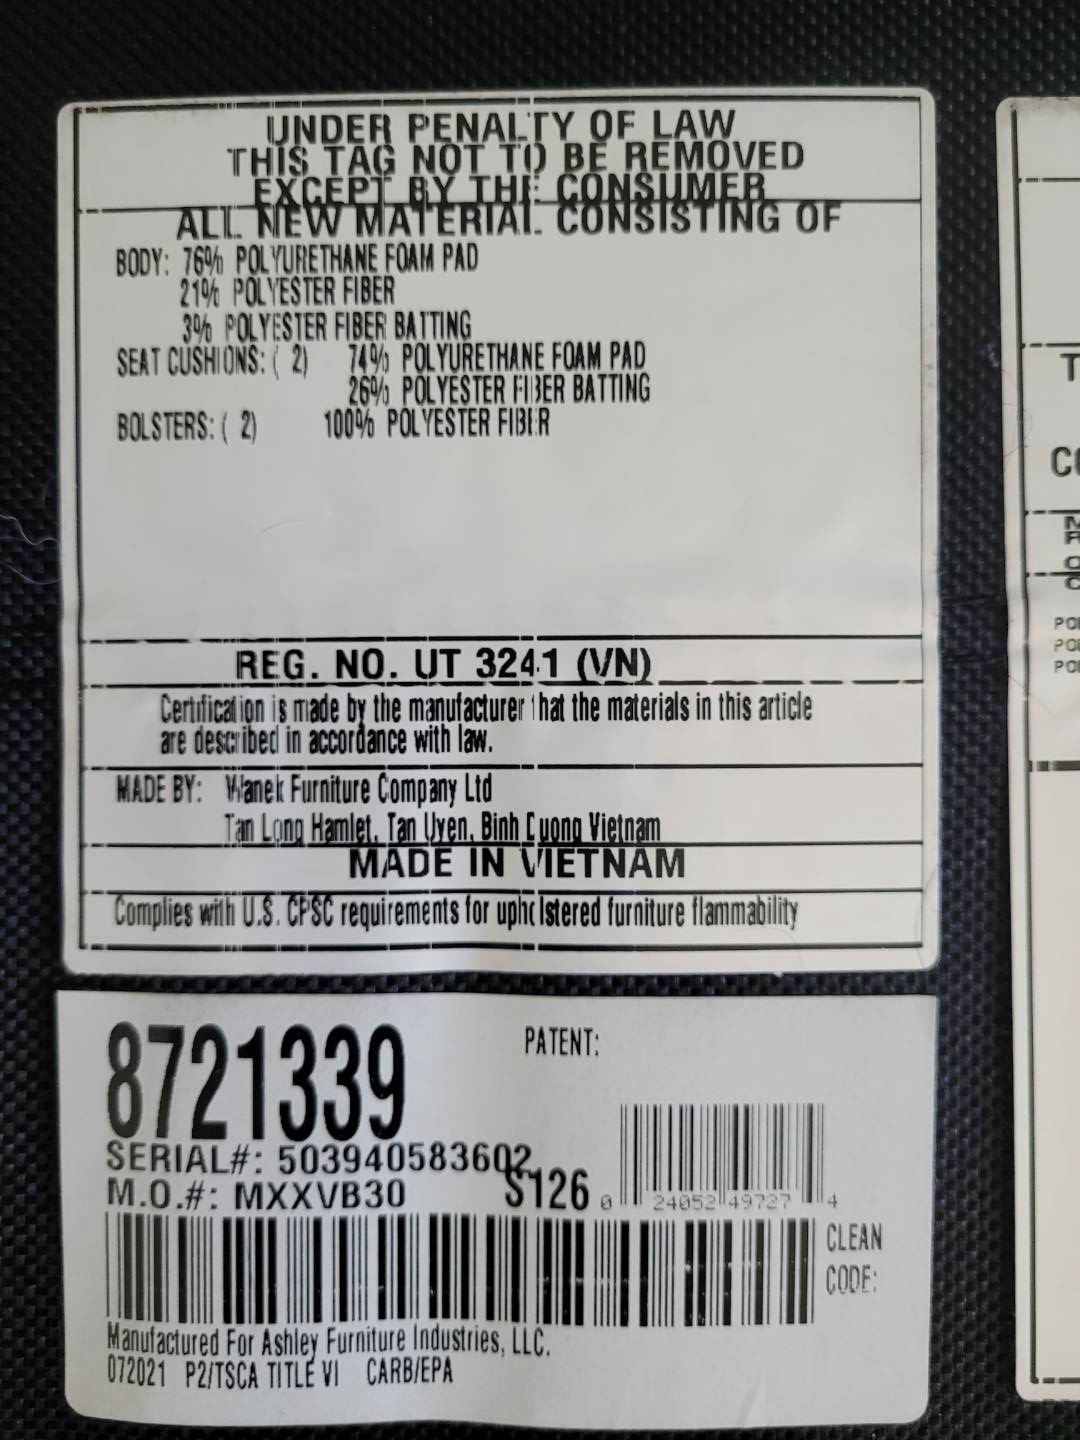 UNDER PENALTY OF LAW
THIS TAG NOT TO BE REMOVED
EXCEPT BY THE CONSUMER
ALL NEW MATERIAL CONSISTING OF
BODY: 76% POLYURETHANE FOAM PAD
21% POLYESTER FIBER
3% POLYESTER FIBER BATTING
SEAT CUSHIONS: ( 2) 74% POLYURETHANE FOAM PAD
26% POLYESTER FIBER BATTING
BOLSTERS: ( 2) 100% POLYESTER FIBER
REG. NO. UT 3241 (VN)
Certification is made by the manufacturer that the materials in this article
are described in accordance with law.
MADE BY: Wanek Furniture Company Ltd
Tan Long Hamlet, Tan Uyen, Binh Duong Vietnam
MADE IN VIETNAM
Complies with U.S. CPSC requirements for upholstered furniture flammability
8721339
PATENT:
SERIAL#: 503940583602
M.O.#: MXXVB30
S126
0 24052 49727 4
CLEAN
CODE:
Manufactured For Ashley Furniture Industries, LLC.
072021 P2/TSCA TITLE VI CARB/EPA